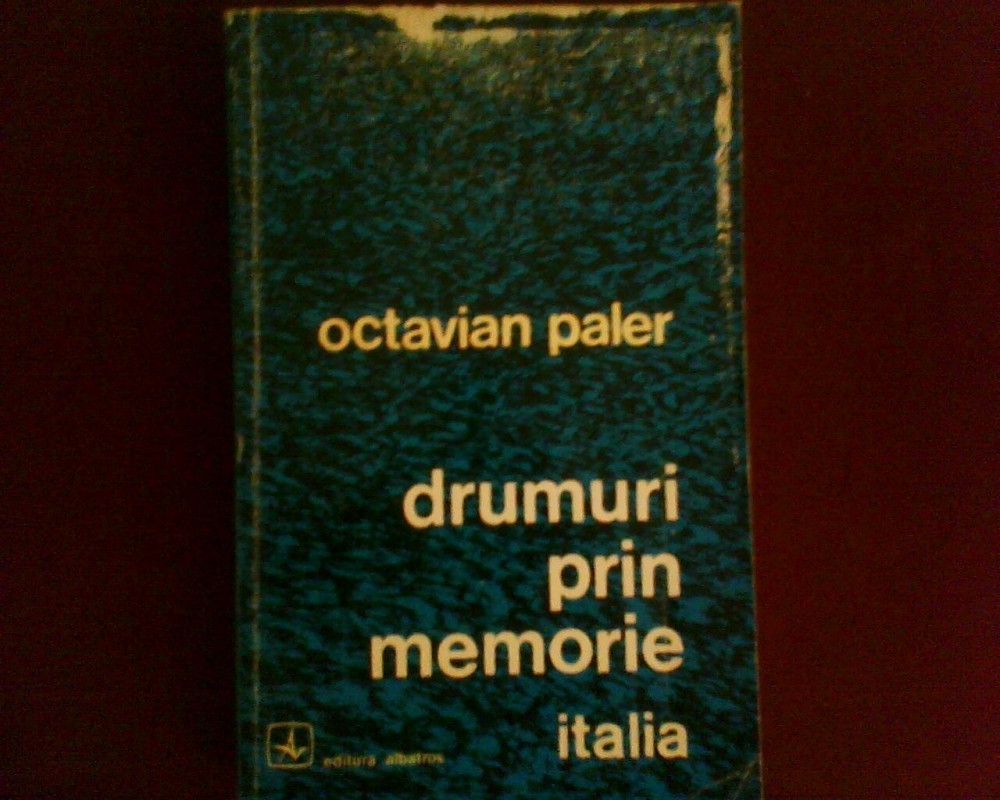 octavian paler
drumuri
prin
memorie
italia
editura albatros